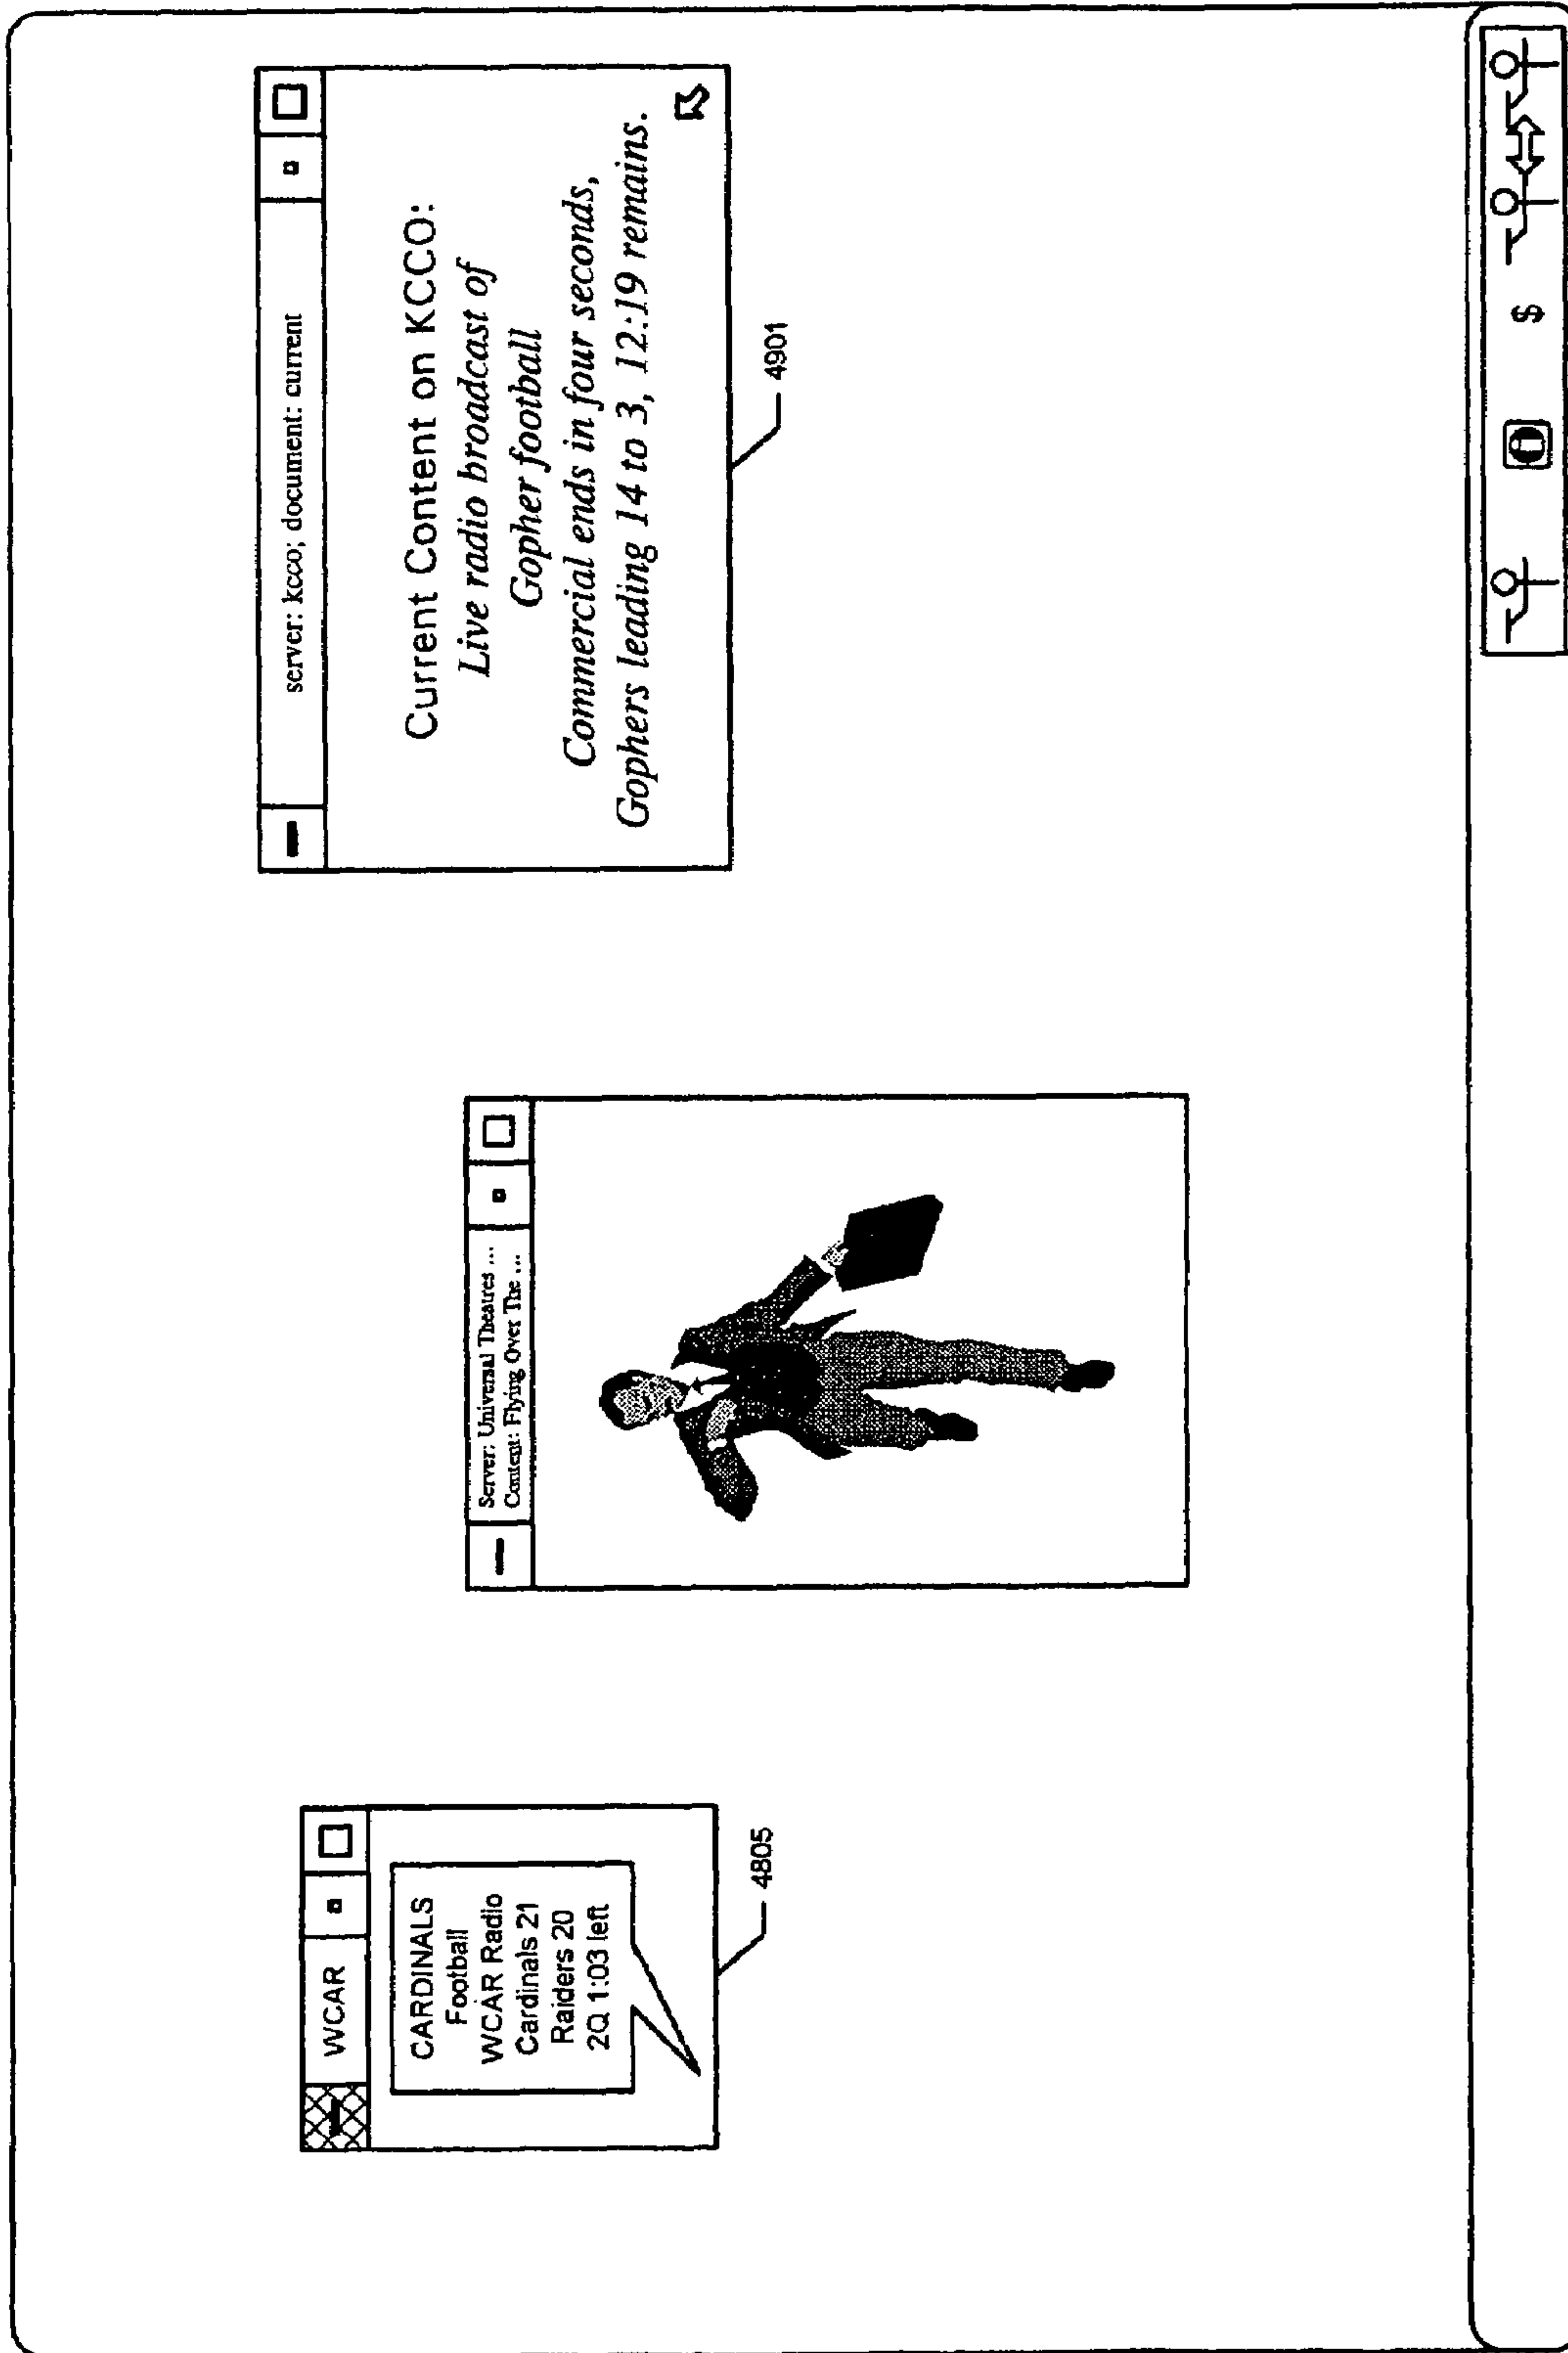 WCAR
CARDINALS
Football
WCAR Radio
Cardinals 21
Raiders 20
2Q 1:03 left
4805
Server: Universal Theatres ...
Content: Flying Over The ...
server: kcco; document: current
Current Content on KCCO:
Live radio broadcast of
Gopher football
Commercial ends in four seconds,
Gophers leading 14 to 3, 12:19 remains.
4901
$